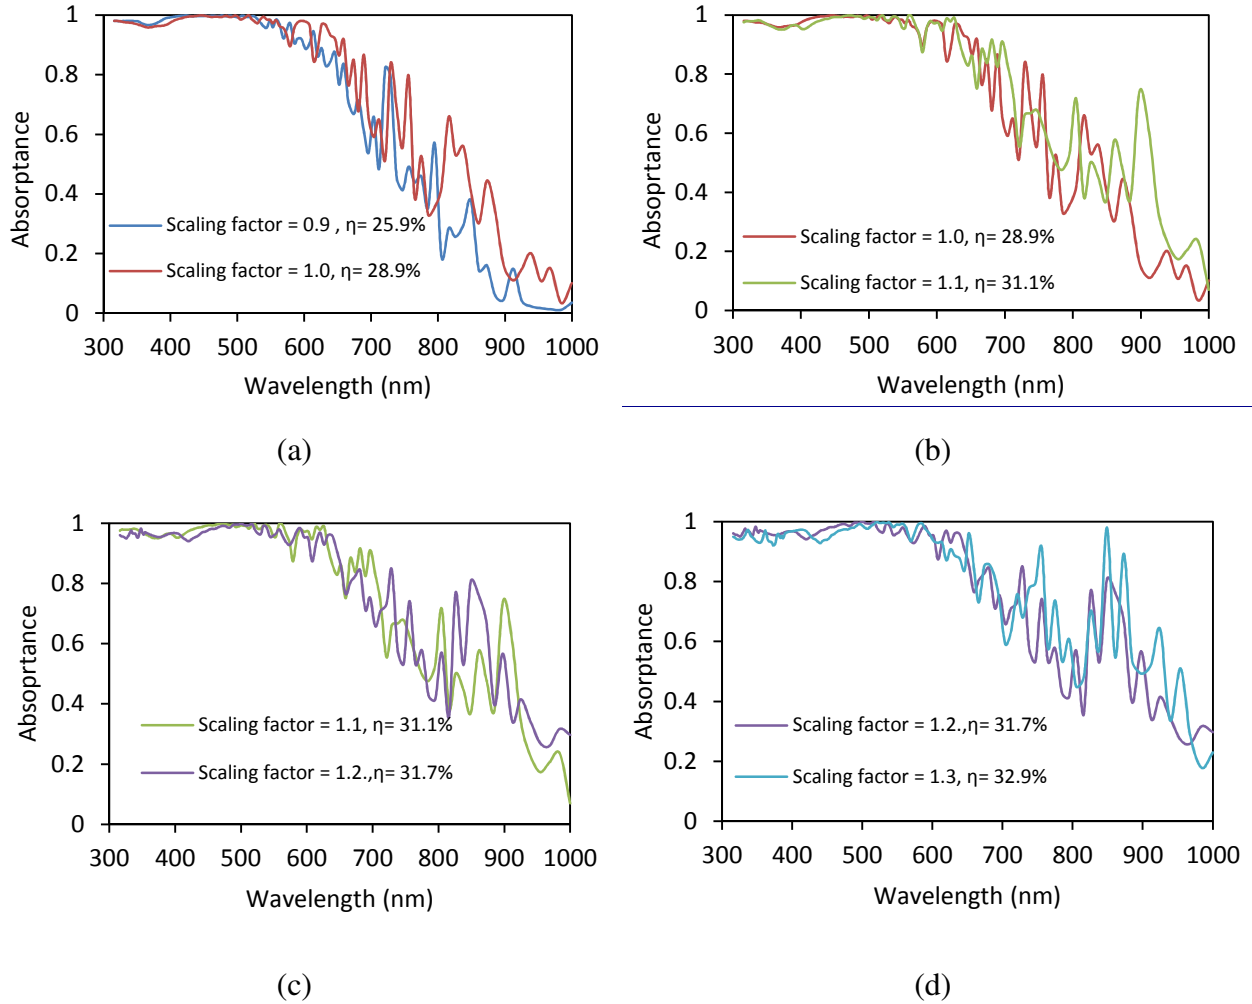 1
0.8
0.6
0.4
0.2
0
Absorptance
Scaling factor = 0.9 , η= 25.9%
Scaling factor = 1.0, η= 28.9%
300 400 500 600 700 800 900 1000
Wavelength (nm)
(a)
1
0.8
0.6
0.4
0.2
0
Absoprtance
Scaling factor = 1.0, η= 28.9%
Scaling factor = 1.1, η= 31.1%
300 400 500 600 700 800 900 1000
Wavelength (nm)
(b)
1
0.8
0.6
0.4
0.2
0
Absoprtance
Scaling factor = 1.1, η= 31.1%
Scaling factor = 1.2.,η= 31.7%
300 400 500 600 700 800 900 1000
Wavelength (nm)
(c)
1
0.8
0.6
0.4
0.2
0
Absorptance
Scaling factor = 1.2.,η= 31.7%
Scaling factor = 1.3, η= 32.9%
300 400 500 600 700 800 900 1000
Wavelength (nm)
(d)